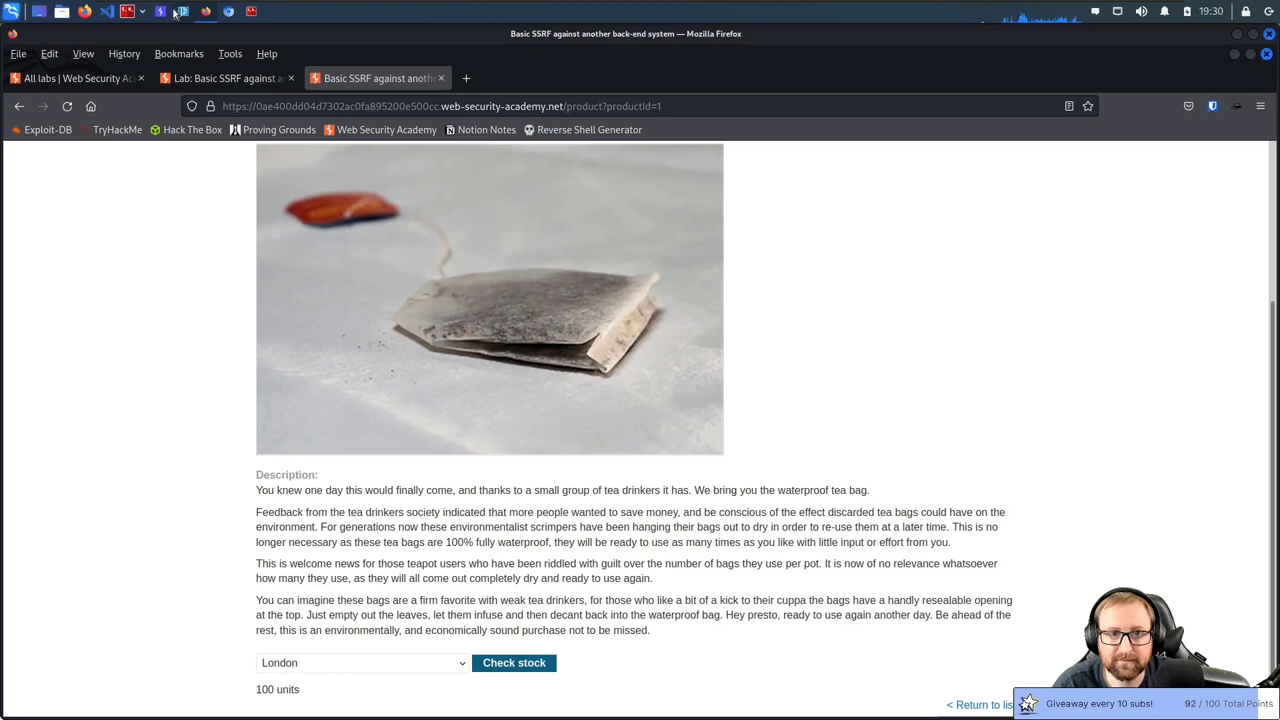 19:30
Basic SSRF against another back-end system — Mozilla Firefox
File Edit View History Bookmarks Tools Help
All labs | Web Security Ac
Lab: Basic SSRF against an
Basic SSRF against anoth
https://0ae400dd04d7302ac0fa895200e500cc.web-security-academy.net/product?productId=1
Exploit-DB TryHackMe Hack The Box Proving Grounds Web Security Academy Notion Notes Reverse Shell Generator
Description:
You knew one day this would finally come, and thanks to a small group of tea drinkers it has. We bring you the waterproof tea bag.
Feedback from the tea drinkers society indicated that more people wanted to save money, and be conscious of the effect discarded tea bags could have on the
environment. For generations now these environmentalist scrimpers have been hanging their bags out to dry in order to re-use them at a later time. This is no
longer necessary as these tea bags are 100% fully waterproof, they will be ready to use as many times as you like with little input or effort from you.
This is welcome news for those teapot users who have been riddled with guilt over the number of bags they use per pot. It is now of no relevance whatsoever
how many they use, as they will all come out completely dry and ready to use again.
You can imagine these bags are a firm favorite with weak tea drinkers, for those who like a bit of a kick to their cuppa the bags have a handly resealable opening
at the top. Just empty out the leaves, let them infuse and then decant back into the waterproof bag. Hey presto, ready to use again another day. Be ahead of the
rest, this is an environmentally, and economically sound purchase not to be missed.
London
Check stock
100 units
< Return to lis
Giveaway every 10 subs! 92 / 100 Total Points